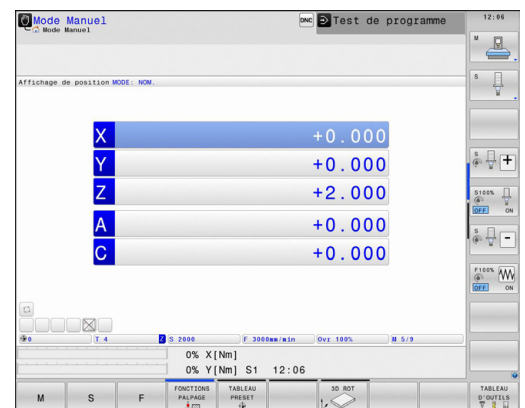 Mode Manuel
Mode Manuel
DNC
Test de programme
12:06
M
Affichage de position MODE: NOM.
S
X +0.000
Y +0.000
Z +2.000
A +0.000
C +0.000
S +
S100%
OFF ON
S -
F100%
OFF ON
0 T 4 Z S 2000 F 3000mm/min Ovr 100% M 5/9
0% X[Nm]
0% Y[Nm] S1 12:06
M
S
F
FONCTIONS PALPAGE
TABLEAU PRESET
3D ROT
TABLEAU D'OUTILS